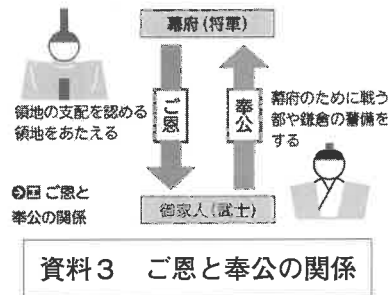 幕府(将軍)
ご恩
奉公
領地の支配を認める
領地をあたえる
幕府のために戦う
都や鎌倉の警備を
する
ご恩と
奉公の関係
御家人(武士)
資料3 ご恩と奉公の関係